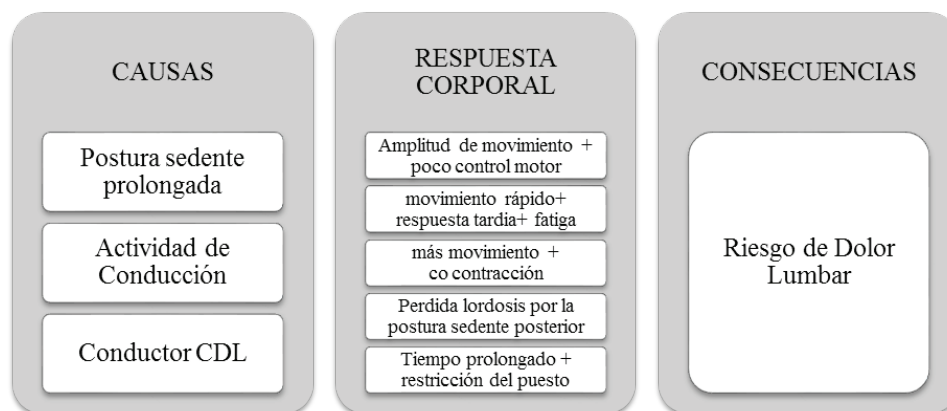 CAUSAS
Postura sedente
prolongada
Actividad de
Conducción
Conductor CDL
RESPUESTA
CORPORAL
Amplitud de movimiento +
poco control motor
movimiento rápido+
respuesta tardia+ fatiga
más movimiento +
co contracción
Perdida lordosis por la
postura sedente posterior
Tiempo prolongado +
restricción del puesto
CONSECUENCIAS
Riesgo de Dolor
Lumbar